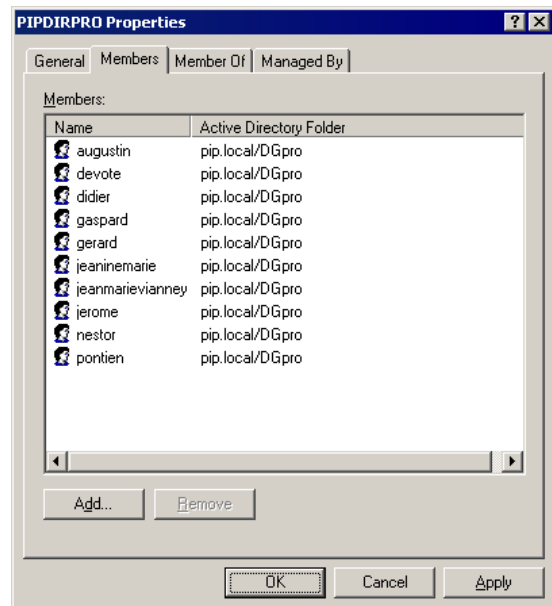 PIPDIRPRO Properties
General Members Member Of Managed By
Members:
Name Active Directory Folder
augustin pip.local/DGpro
devote pip.local/DGpro
didier pip.local/DGpro
gaspard pip.local/DGpro
gerard pip.local/DGpro
jeaninemarie pip.local/DGpro
jeanmarievianney pip.local/DGpro
jerome pip.local/DGpro
nestor pip.local/DGpro
pontien pip.local/DGpro
Add... Remove
OK Cancel Apply